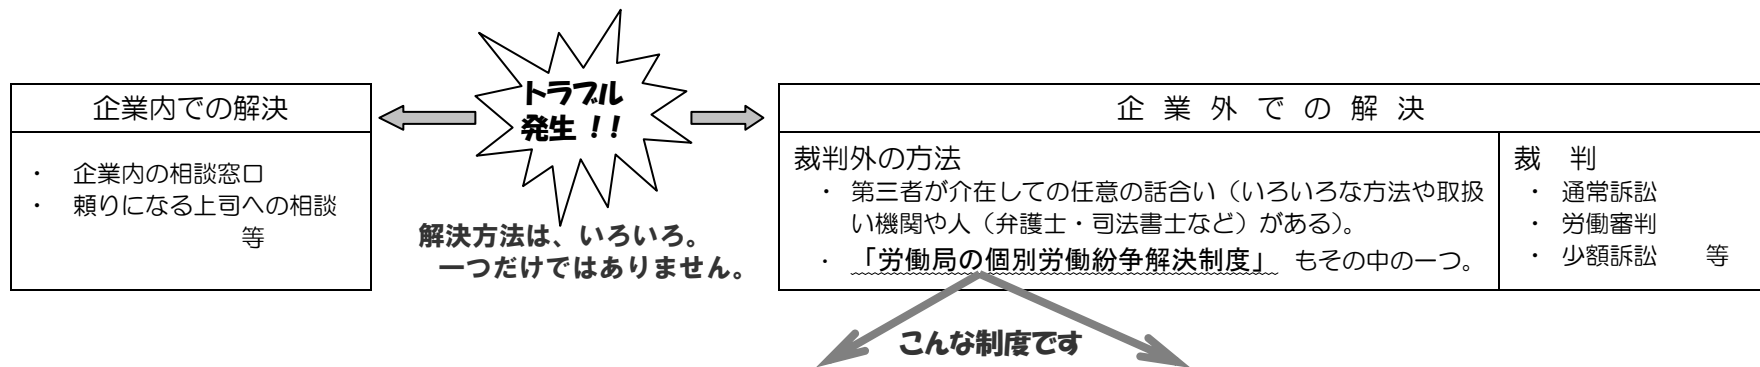 企業内での解決
・ 企業内の相談窓口
・ 頼りになる上司への相談
等
トラブル
発生 !!
解決方法は、いろいろ。
一つだけではありません。
企 業 外 で の 解 決
裁判外の方法
・ 第三者が介在しての任意の話合い（いろいろな方法や取扱
い機関や人（弁護士・司法書士など）がある）。
・ 「労働局の個別労働紛争解決制度」 もその中の一つ。
裁　判
・ 通常訴訟
・ 労働審判
・ 少額訴訟　　等
こんな制度です